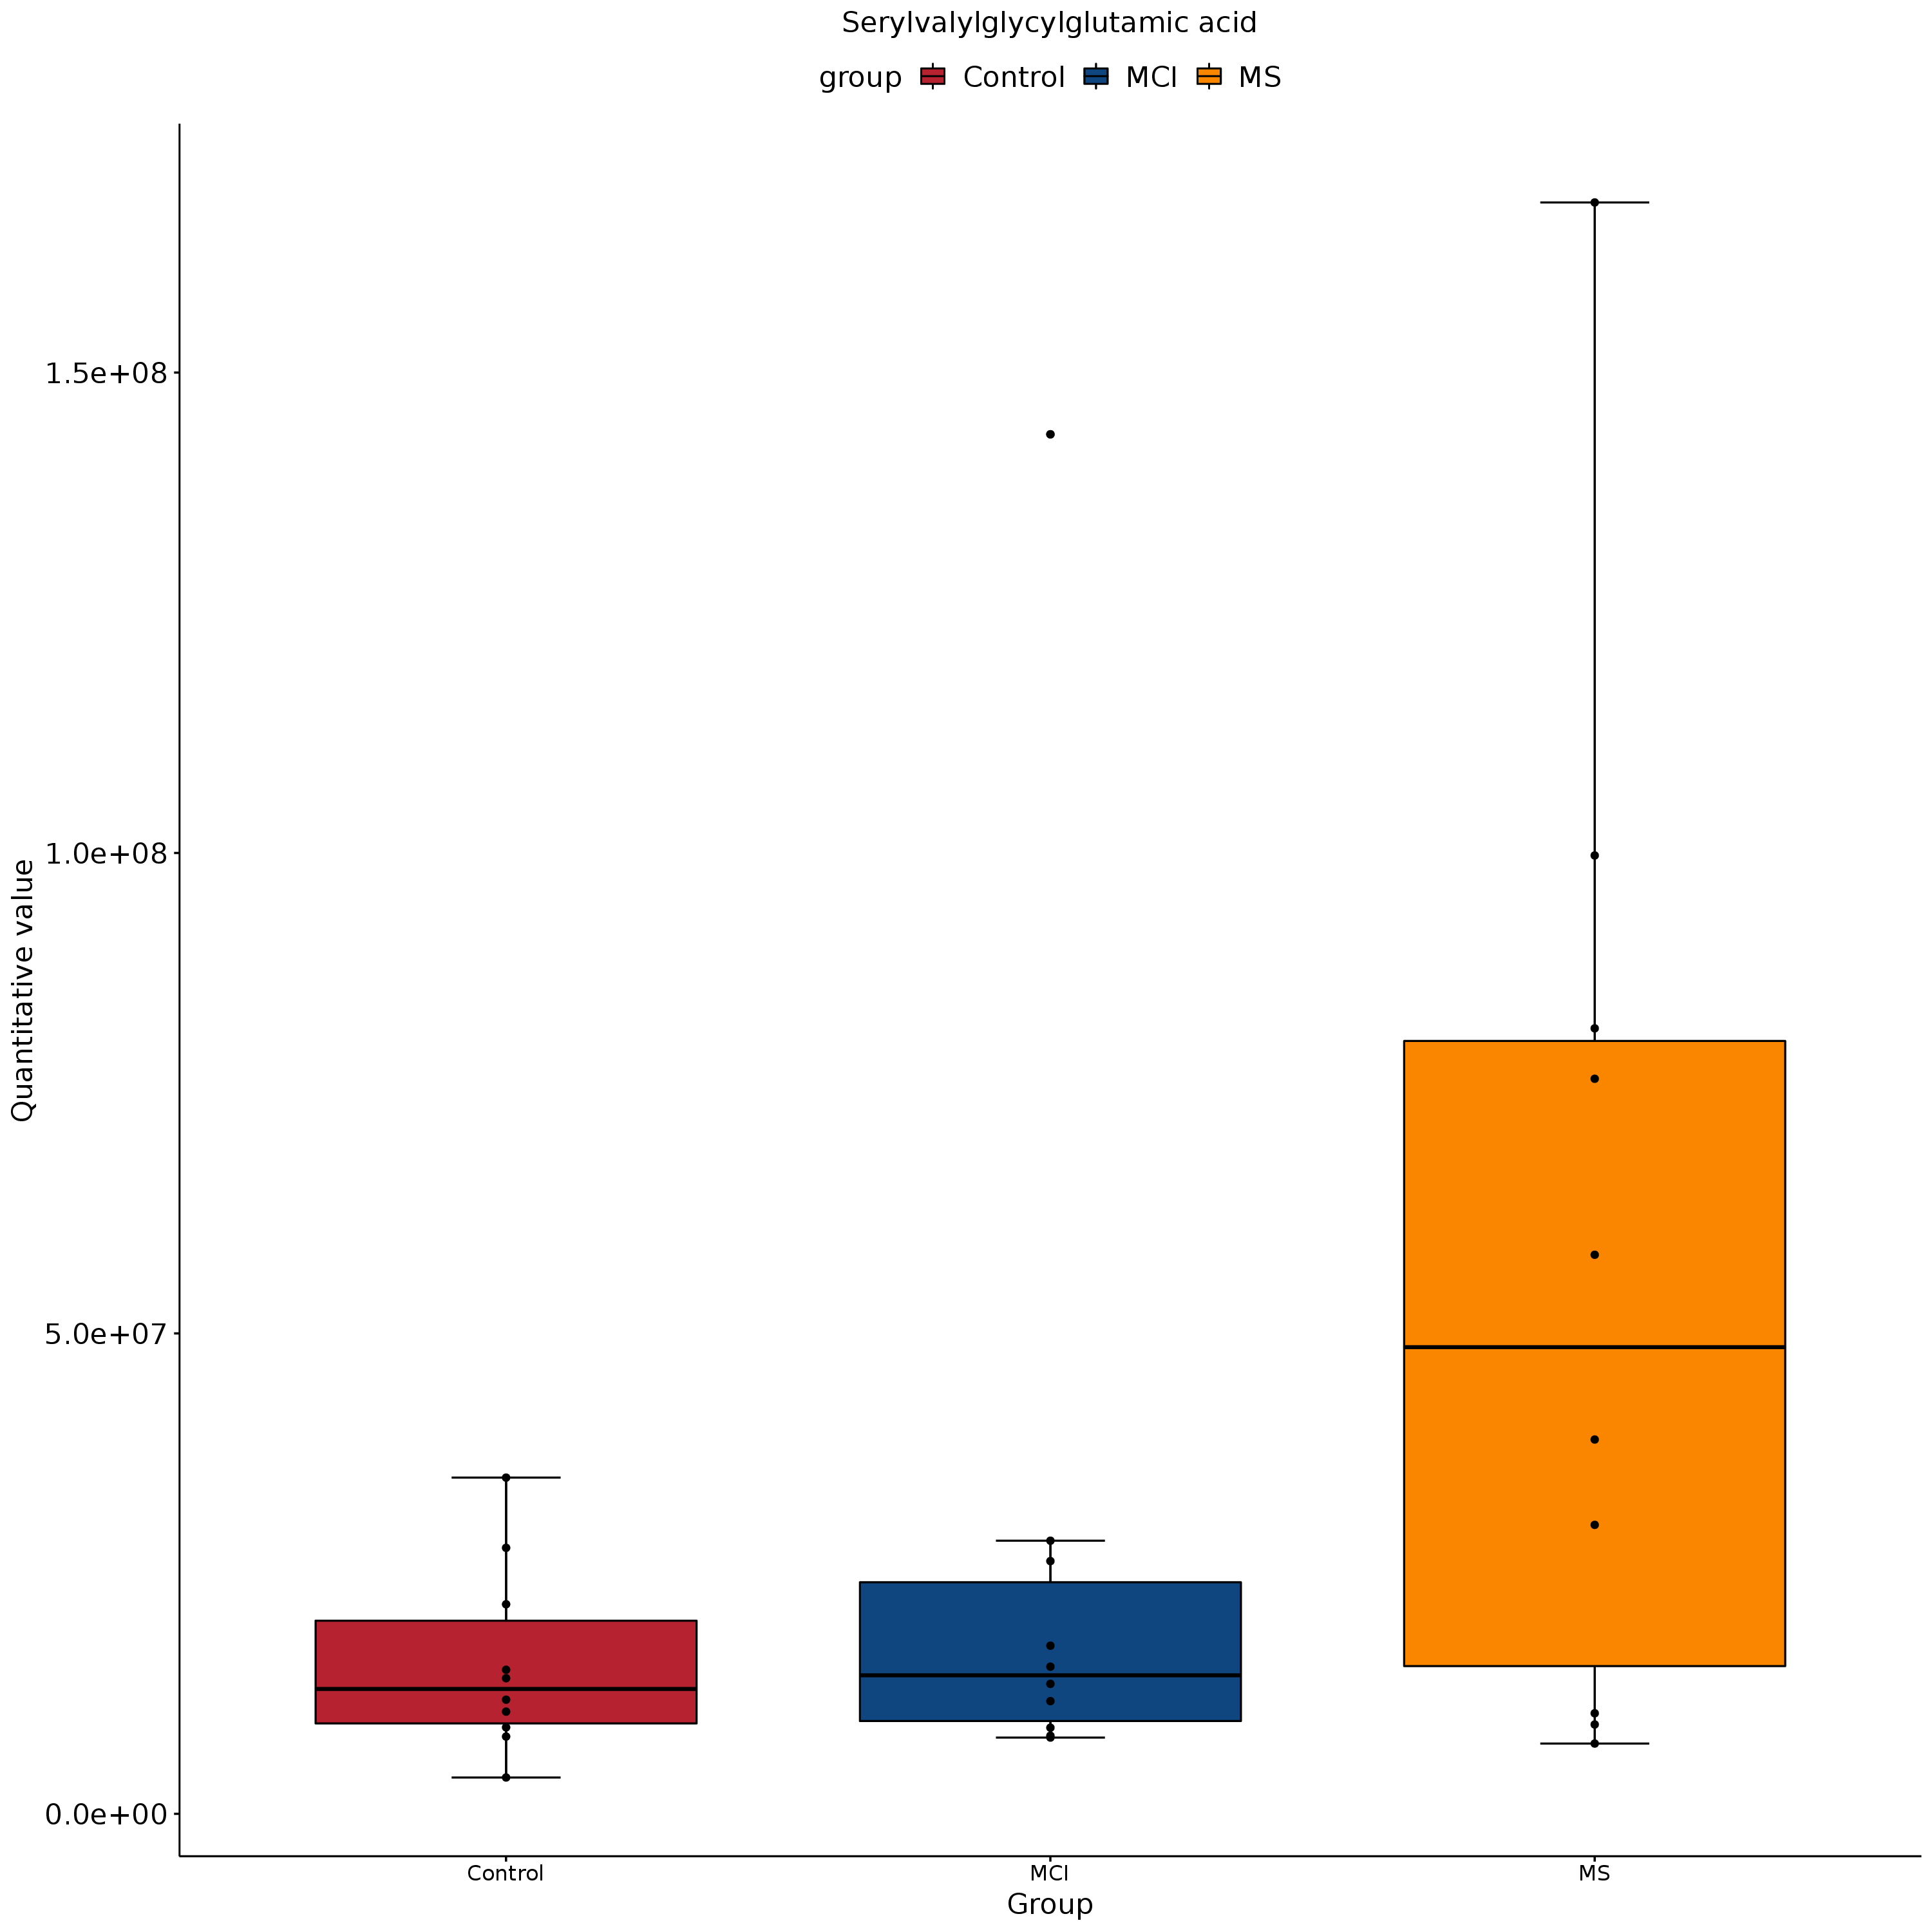 Serylvalylglycylglutamic acid
group Control MCI MS
1.5e+08
1.0e+08
5.0e+07
0.0e+00
Quantitative value
Control MCI MS
Group